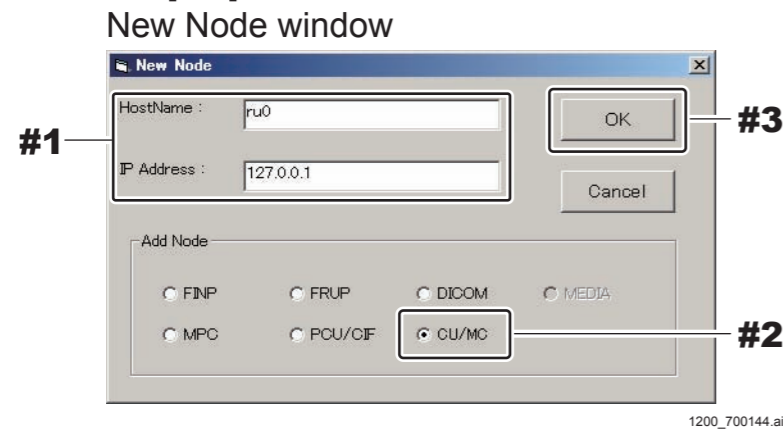 New Node window
New Node
HostName :
ru0
OK
#3
#1
IP Address :
127.0.0.1
Cancel
Add Node
FINP
FRUP
DICOM
MEDIA
MPC
PCU/CIF
CU/MC
#2
1200_700144.ai